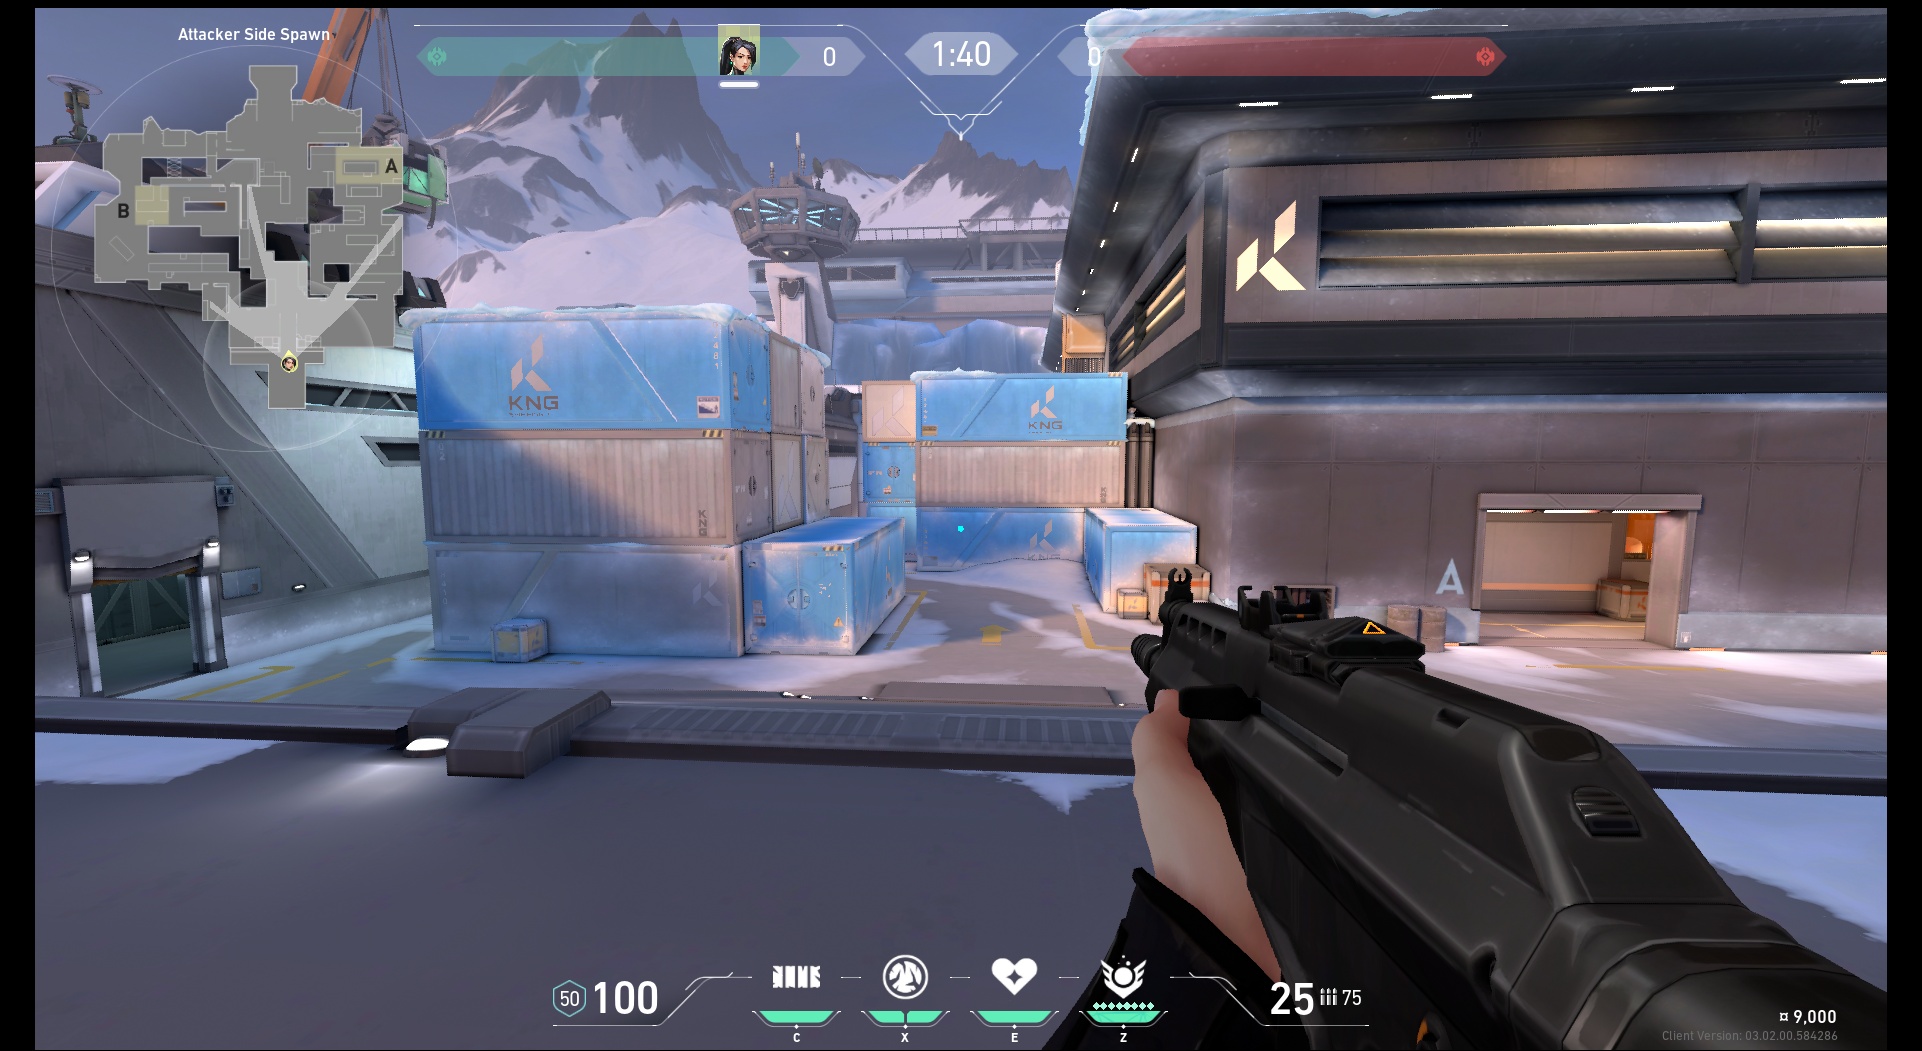 Attacker Side Spawn
0
1:40
0
A
B
KNG
KNG
KNG
A
50 100
25 75
C X E Z
¤ 9,000
Client Version: 03.02.00.584286